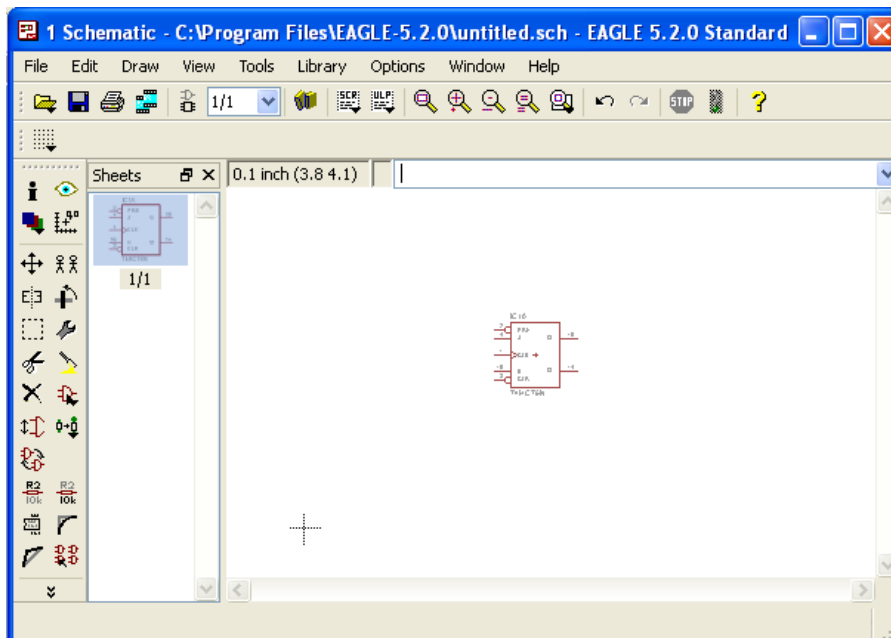 1 Schematic - C:\Program Files\EAGLE-5.2.0\untitled.sch - EAGLE 5.2.0 Standard
File Edit Draw View Tools Library Options Window Help
1/1 SCR ULP STOP ?
Sheets 0.1 inch (3.8 4.1)
1/1
CLK
R2 R2
10k 10k